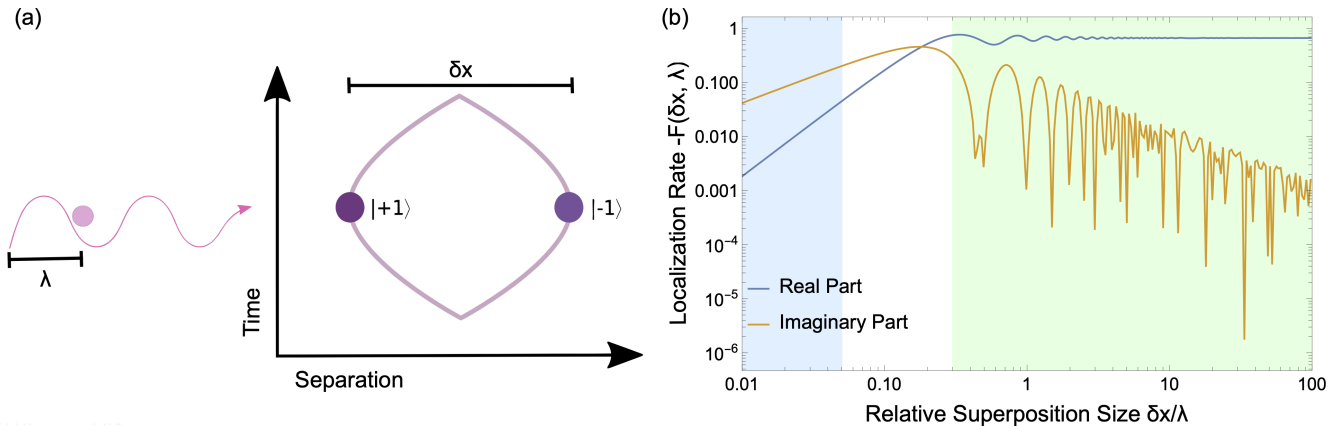 (a)
δx
|+1⟩
|-1⟩
λ
Time
Separation
(b)
Localization Rate -F(δx, λ)
1
0.100
0.010
0.001
10⁻⁴
10⁻⁵
10⁻⁶
Real Part
Imaginary Part
0.01
0.10
1
10
100
Relative Superposition Size δx/λ